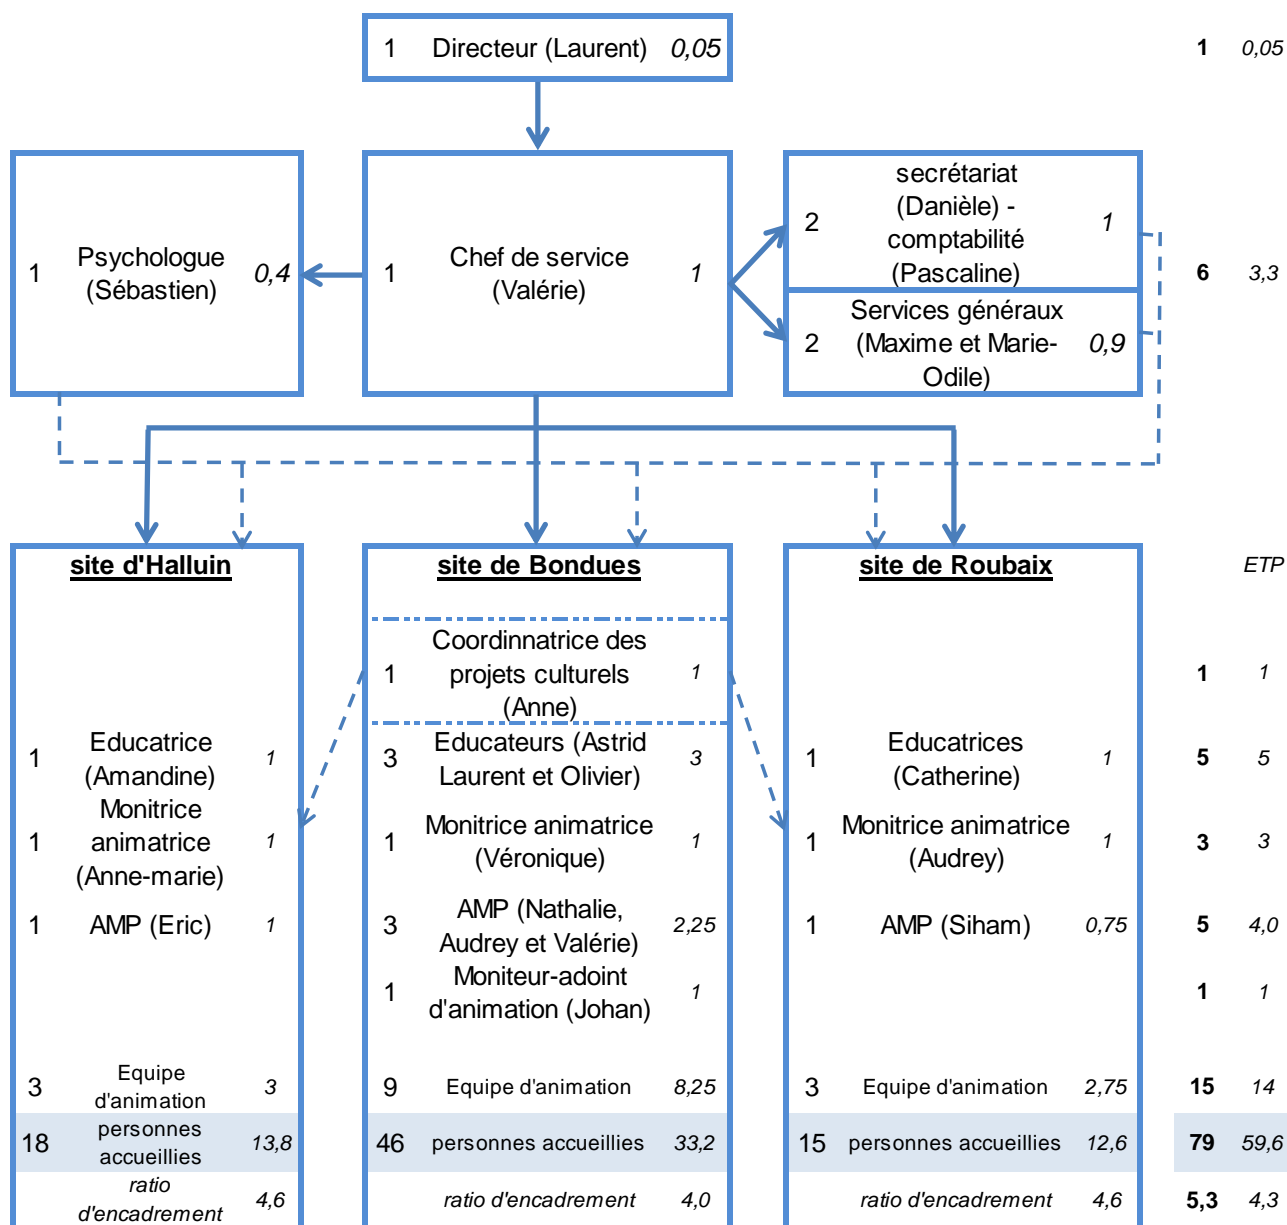 1 Directeur (Laurent) 0,05 1 0,05
1 Psychologue (Sébastien) 0,4
1 Chef de service (Valérie) 1
2 secrétariat (Danièle) - comptabilité (Pascaline) 1
2 Services généraux (Maxime et Marie-Odile) 0,9
6 3,3
site d'Halluin site de Bondues site de Roubaix ETP
1 Coordinnatrice des projets culturels (Anne) 1 1 1
1 Educatrice (Amandine) 1 3 Educateurs (Astrid Laurent et Olivier) 3 1 Educatrices (Catherine) 1 5 5
1 Monitrice animatrice (Anne-marie) 1 1 Monitrice animatrice (Véronique) 1 1 Monitrice animatrice (Audrey) 1 3 3
1 AMP (Eric) 1 3 AMP (Nathalie, Audrey et Valérie) 2,25 1 AMP (Siham) 0,75 5 4,0
1 Moniteur-adoint d'animation (Johan) 1 1 1
3 Equipe d'animation 3 9 Equipe d'animation 8,25 3 Equipe d'animation 2,75 15 14
18 personnes accueillies 13,8 46 personnes accueillies 33,2 15 personnes accueillies 12,6 79 59,6
ratio d'encadrement 4,6 ratio d'encadrement 4,0 ratio d'encadrement 4,6 5,3 4,3